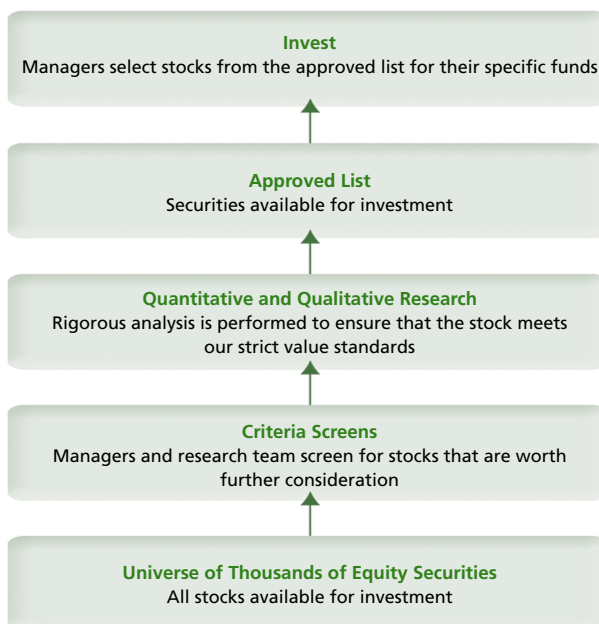 Invest
Managers select stocks from the approved list for their specific funds
Approved List
Securities available for investment
Quantitative and Qualitative Research
Rigorous analysis is performed to ensure that the stock meets
our strict value standards
Criteria Screens
Managers and research team screen for stocks that are worth
further consideration
Universe of Thousands of Equity Securities
All stocks available for investment